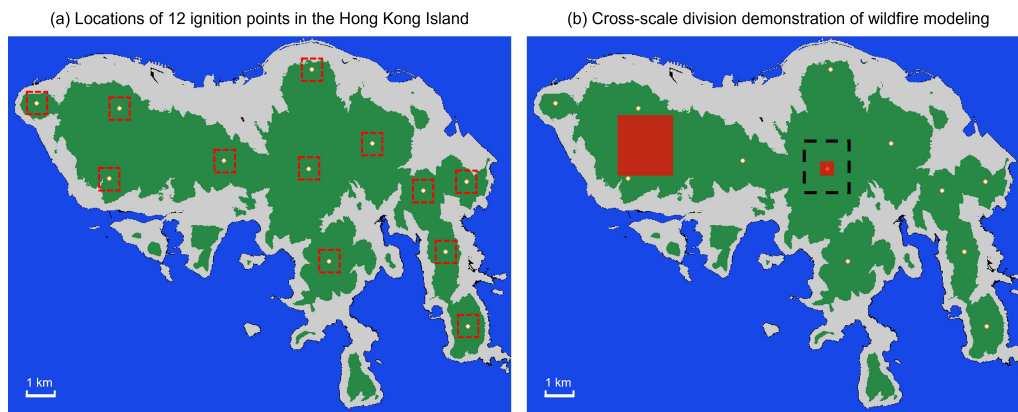 (a) Locations of 12 ignition points in the Hong Kong Island
(b) Cross-scale division demonstration of wildfire modeling
1 km
1 km